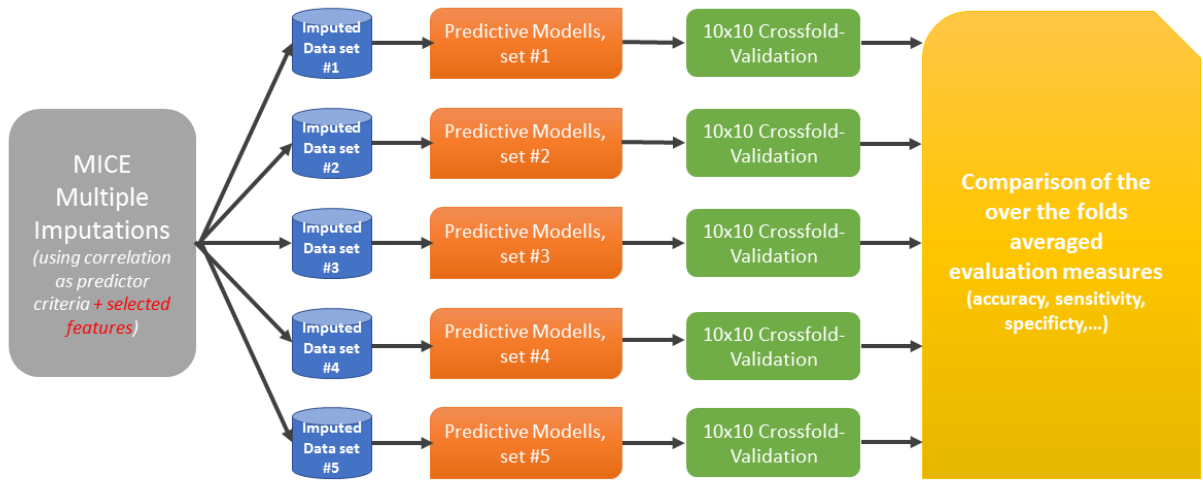 MICE
Multiple
Imputations
(using correlation
as predictor
criteria + selected
features)
Imputed
Data set
#1
Predictive Modells,
set #1
10x10 Crossfold-
Validation
Imputed
Data set
#2
Predictive Modells,
set #2
10x10 Crossfold-
Validation
Imputed
Data set
#3
Predictive Modells,
set #3
10x10 Crossfold-
Validation
Imputed
Data set
#4
Predictive Modells,
set #4
10x10 Crossfold-
Validation
Imputed
Data set
#5
Predictive Modells,
set #5
10x10 Crossfold-
Validation
Comparison of the
over the folds
averaged
evaluation measures
(accuracy, sensitivity,
specificty,...)